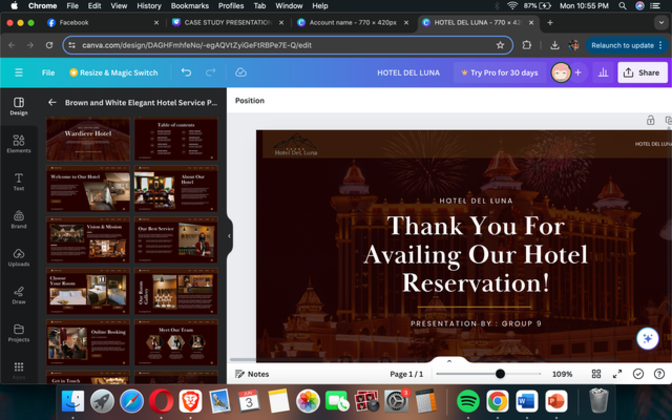 Chrome File Edit View History Bookmarks Profiles Tab Window Help
87% Mon 10:55 PM
Facebook
CASE STUDY PRESENTATION
Account name - 770 × 420px
HOTEL DEL LUNA - 770 × 42
canva.com/design/DAGHFmhfeNo/-egAQVtZyiGeFtRBPe7E-Q/edit
Relaunch to update
File
Resize & Magic Switch
HOTEL DEL LUNA
Try Pro for 30 days
Share
Design
Elements
Text
Brand
Uploads
Draw
Projects
Apps
Brown and White Elegant Hotel Service P...
Wardiere Hotel
Table of contents
Welcome to Our Hotel
About Our Hotel
Vision & Mission
Our Best Service
Choose Your Room
Our Room Gallery
Online Booking
Meet Our Team
Get in Touch
Position
Hotel Del Luna
HOTEL DEL LUNA
Thank You For
Availing Our Hotel
Reservation!
PRESENTATION BY : GROUP 9
Notes
Page 1 / 1
109%
JUN
3